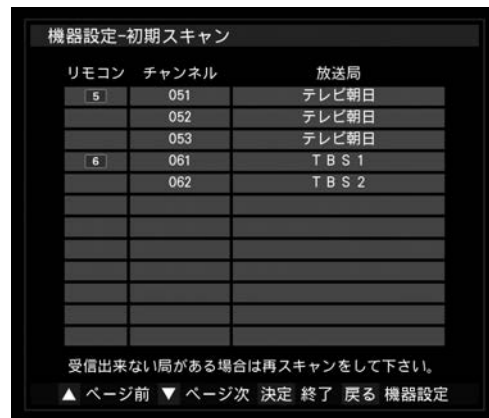 機器設定-初期スキャン
リモコン チャンネル 放送局
5 051 テレビ朝日
052 テレビ朝日
053 テレビ朝日
6 061 TBS1
062 TBS2
受信出来ない局がある場合は再スキャンをして下さい。
▲ ページ前 ▼ ページ次 決定 終了 戻る 機器設定